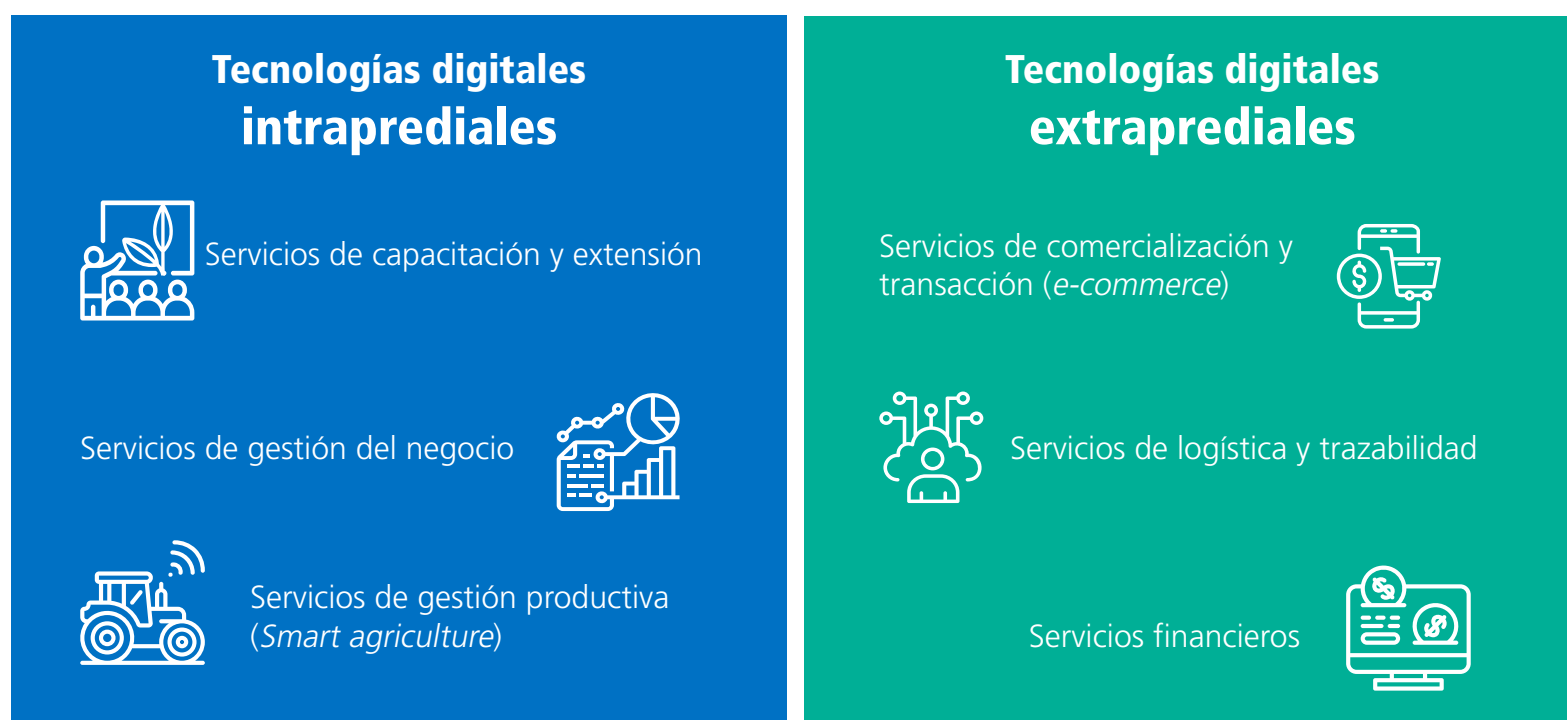 Tecnologías digitales
intraprediales
Servicios de capacitación y extensión
Servicios de gestión del negocio
Servicios de gestión productiva
(Smart agriculture)
Tecnologías digitales
extraprediales
Servicios de comercialización y
transacción (e-commerce)
Servicios de logística y trazabilidad
Servicios financieros